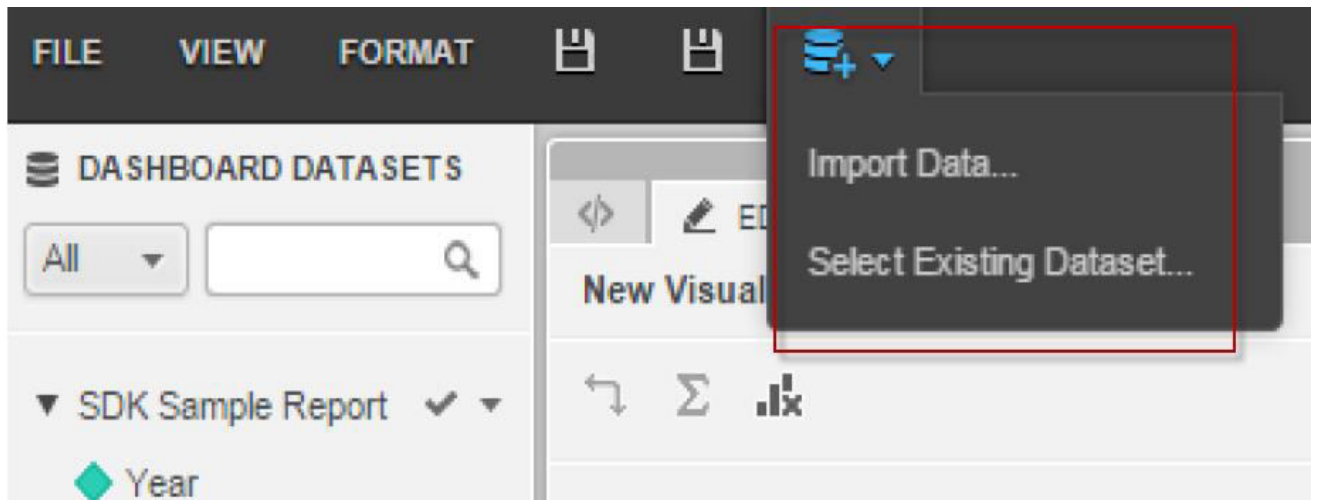 FILE VIEW FORMAT
DASHBOARD DATASETS
All
Import Data...
Select Existing Dataset...
New Visual
SDK Sample Report
Year